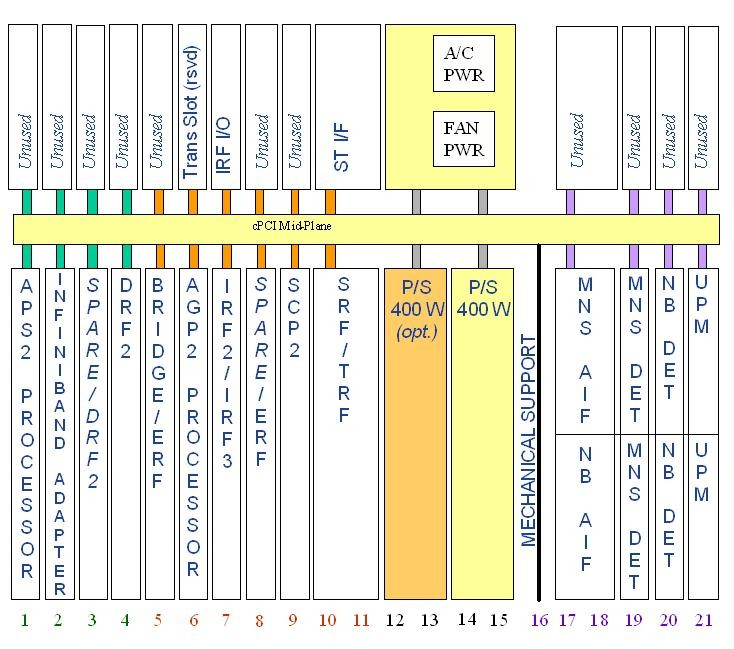 Unused
Unused
Unused
Unused
Unused
Trans Slot (rsvd)
IRF I/O
Unused
Unused
ST I/F
A/C
PWR
FAN
PWR
Unused
Unused
Unused
Unused
cPCI Mid-Plane
APS2 PROCESSOR
INFINIBAND ADAPTER
SPARE/DRF2
DRF2
BRIDGE/ERF
AGP2 PROCESSOR
IRF2/IRF3
SPARE/ERF
SCP2
SRF/TRF
P/S
400 W
(opt.)
P/S
400 W
MECHANICAL SUPPORT
MNS AIF
MNS DET
NB DET
UPM
NB AIF
MNS DET
NB DET
UPM
1 2 3 4 5 6 7 8 9 10 11 12 13 14 15 16 17 18 19 20 21